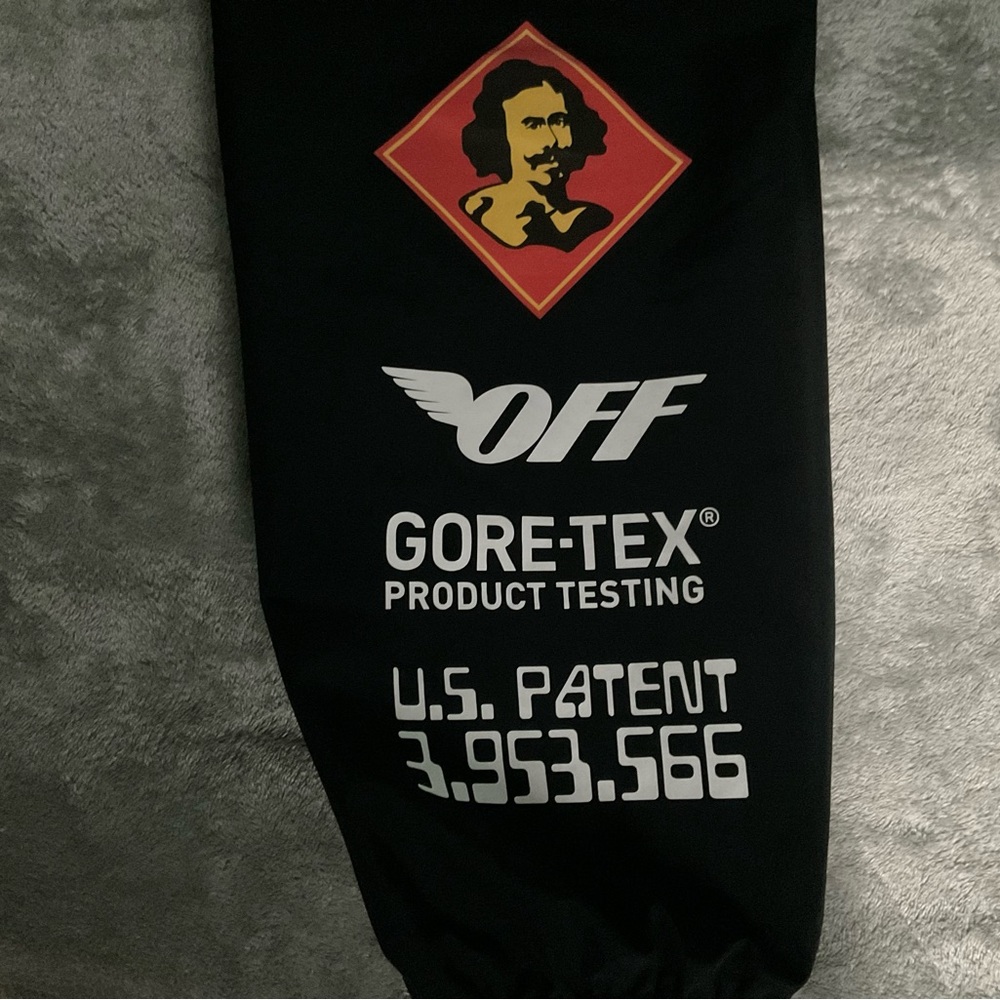 OFF
GORE-TEX®
PRODUCT TESTING
U.S. PATENT
3.953.566